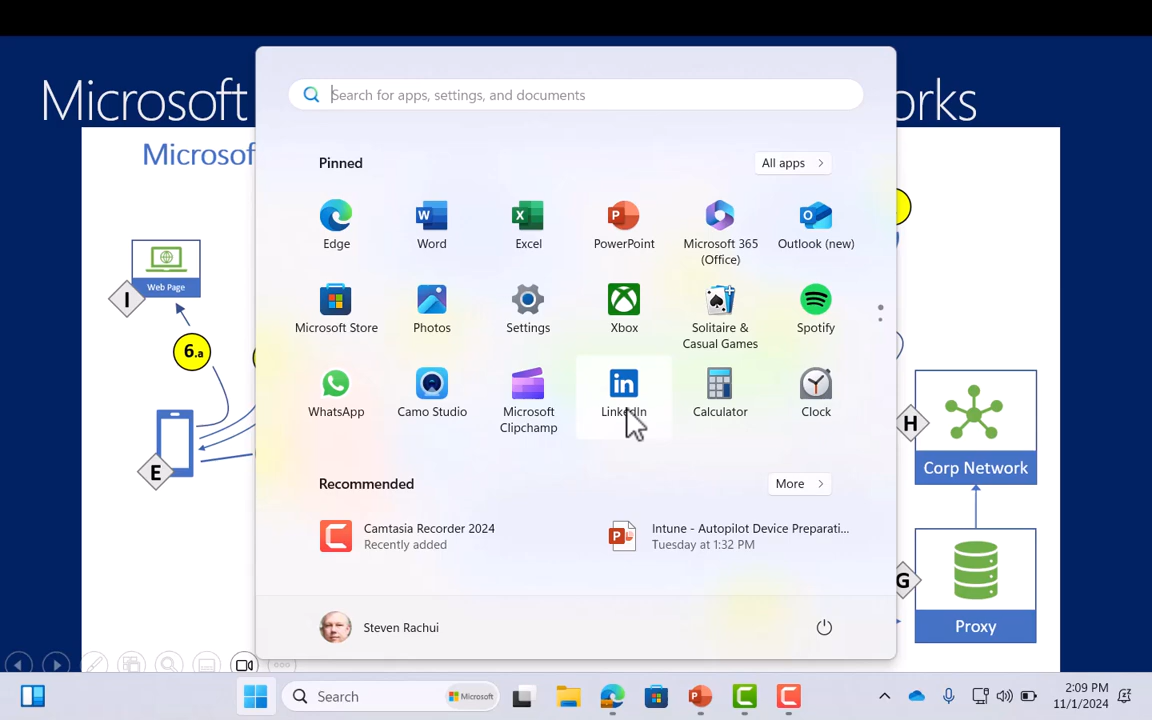 Microsoft
orks
Microsof
Search for apps, settings, and documents
Pinned
All apps
Edge
Word
Excel
PowerPoint
Microsoft 365
(Office)
Outlook (new)
Microsoft Store
Photos
Settings
Xbox
Solitaire &
Casual Games
Spotify
WhatsApp
Camo Studio
Microsoft
Clipchamp
LinkedIn
Calculator
Clock
Recommended
More
Camtasia Recorder 2024
Recently added
Intune - Autopilot Device Preparati...
Tuesday at 1:32 PM
Steven Rachui
Web Page
I
6.a
E
H
Corp Network
G
Proxy
Search
Microsoft
2:09 PM
11/1/2024